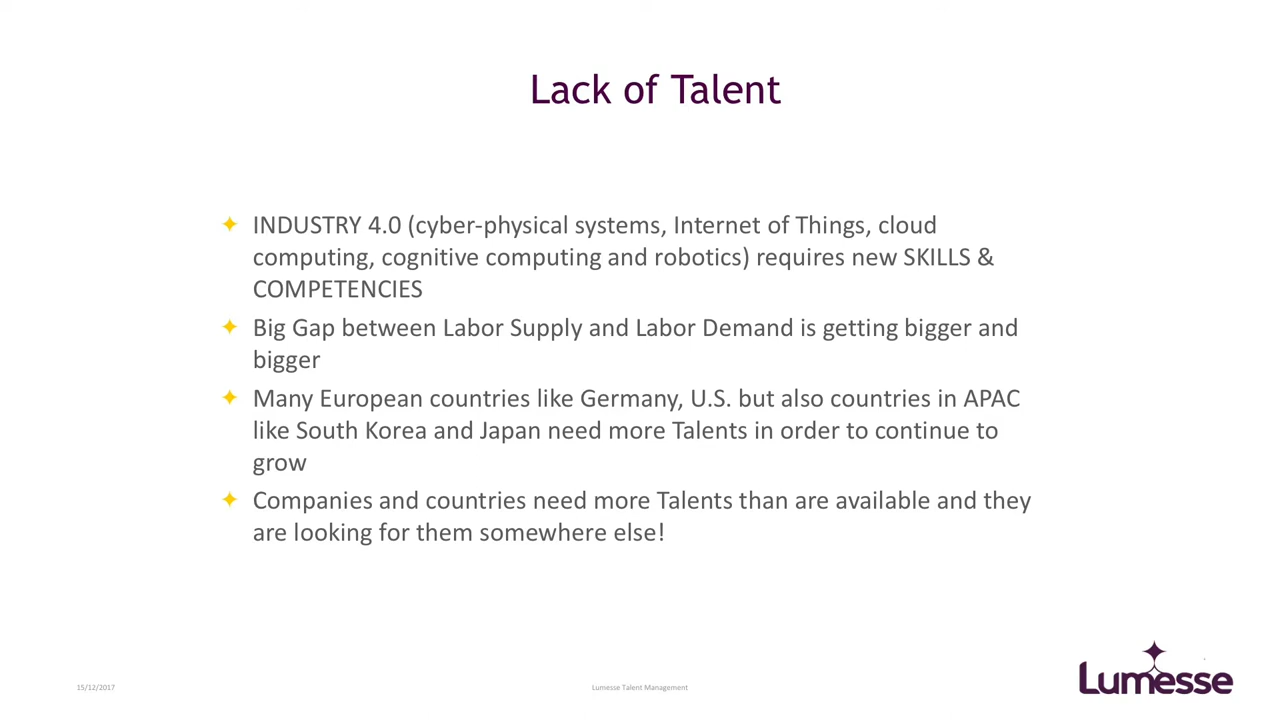 Lack of Talent
INDUSTRY 4.0 (cyber-physical systems, Internet of Things, cloud
computing, cognitive computing and robotics) requires new SKILLS &
COMPETENCIES
Big Gap between Labor Supply and Labor Demand is getting bigger and
bigger
Many European countries like Germany, U.S. but also countries in APAC
like South Korea and Japan need more Talents in order to continue to
grow
Companies and countries need more Talents than are available and they
are looking for them somewhere else!
15/12/2017
Lumesse Talent Management
Lumesse